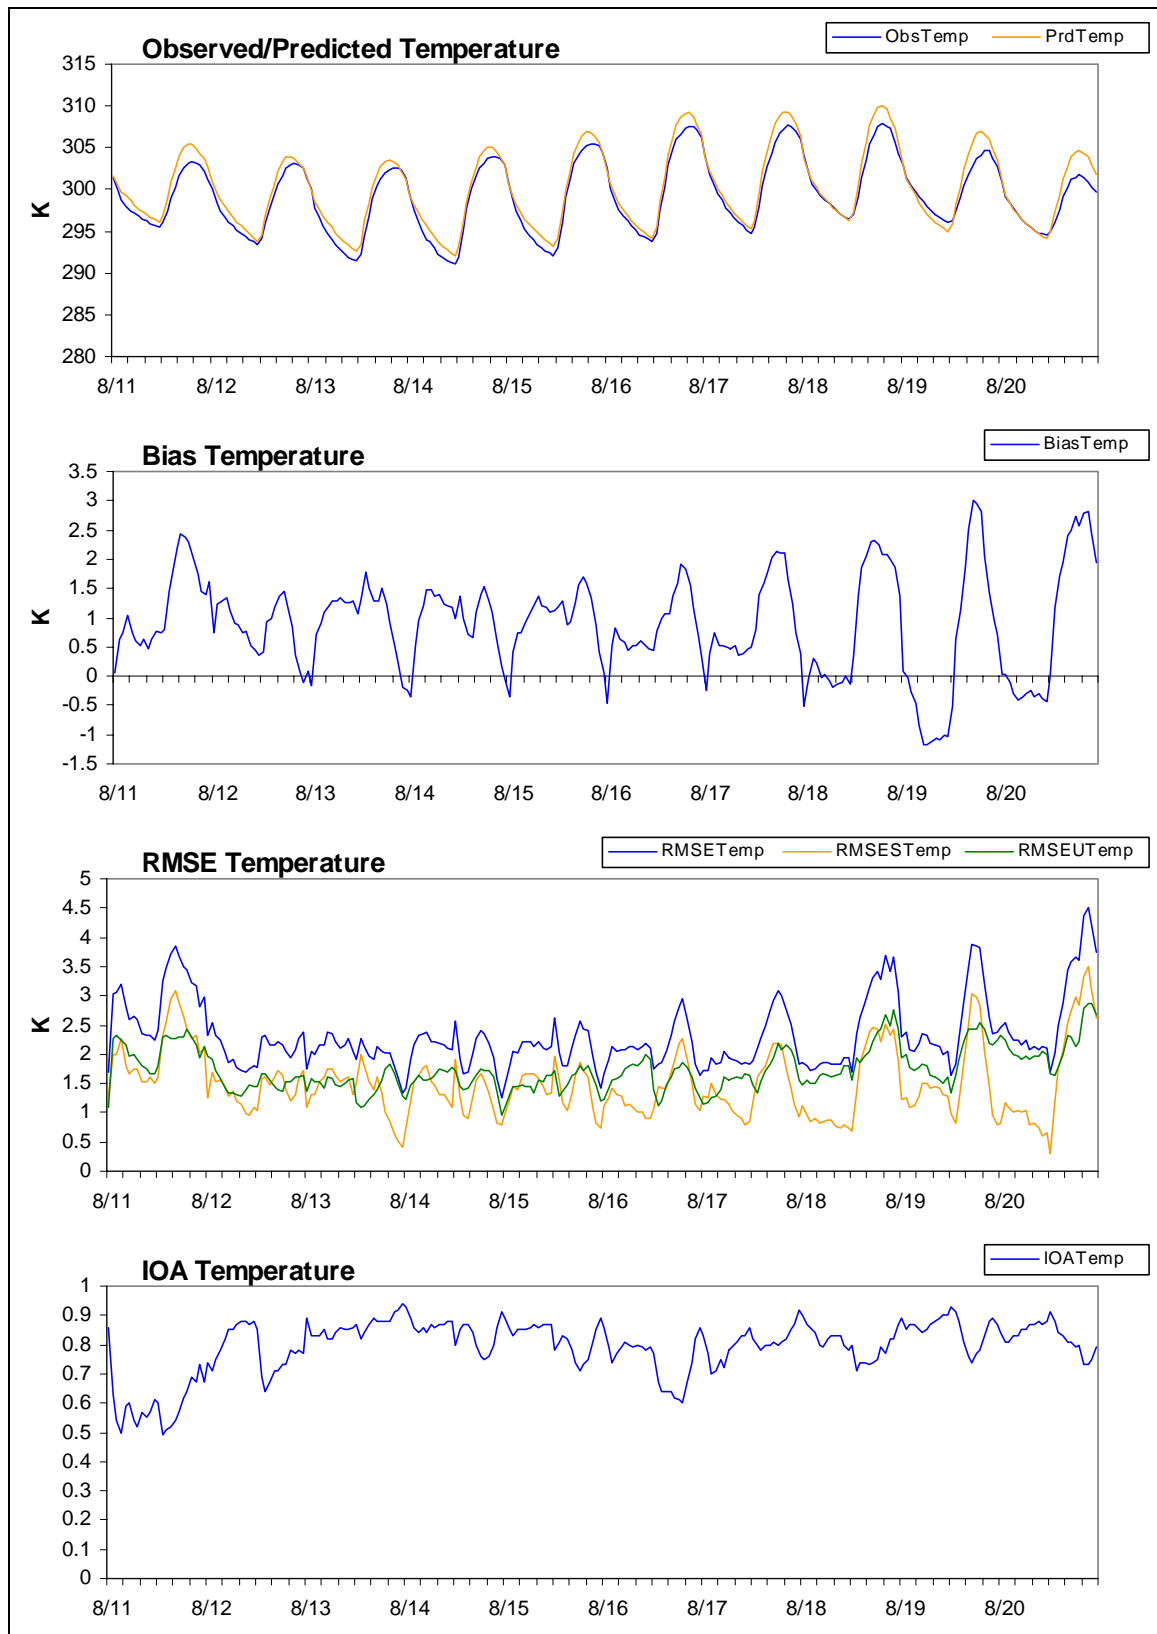 Observed/Predicted Temperature
ObsTemp PrdTemp
315
310
305
300
295
290
285
280
K
8/11 8/12 8/13 8/14 8/15 8/16 8/17 8/18 8/19 8/20
Bias Temperature
BiasTemp
3.5
3
2.5
2
1.5
1
0.5
0
-0.5
-1
-1.5
K
8/11 8/12 8/13 8/14 8/15 8/16 8/17 8/18 8/19 8/20
RMSE Temperature
RMSETemp RMSESTemp RMSEUTemp
5
4.5
4
3.5
3
2.5
2
1.5
1
0.5
0
K
8/11 8/12 8/13 8/14 8/15 8/16 8/17 8/18 8/19 8/20
IOA Temperature
IOATemp
1
0.9
0.8
0.7
0.6
0.5
0.4
0.3
0.2
0.1
0
8/11 8/12 8/13 8/14 8/15 8/16 8/17 8/18 8/19 8/20